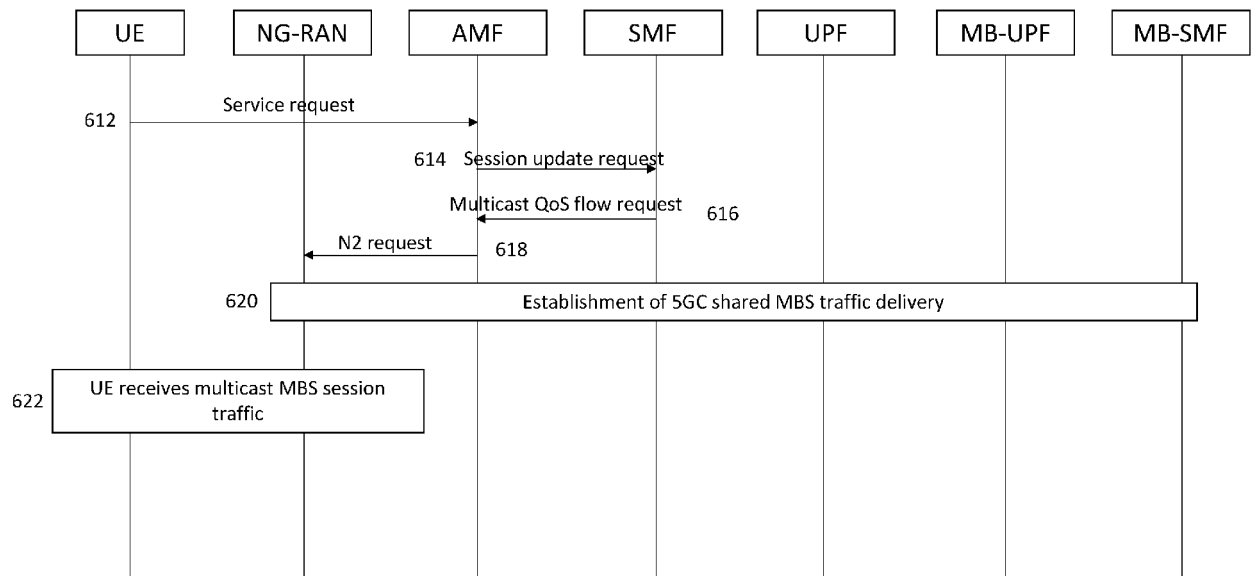 UE NG-RAN AMF SMF UPF MB-UPF MB-SMF
Service request
612
614 Session update request
Multicast QoS flow request 616
N2 request 618
620 Establishment of 5GC shared MBS traffic delivery
UE receives multicast MBS session
622
traffic